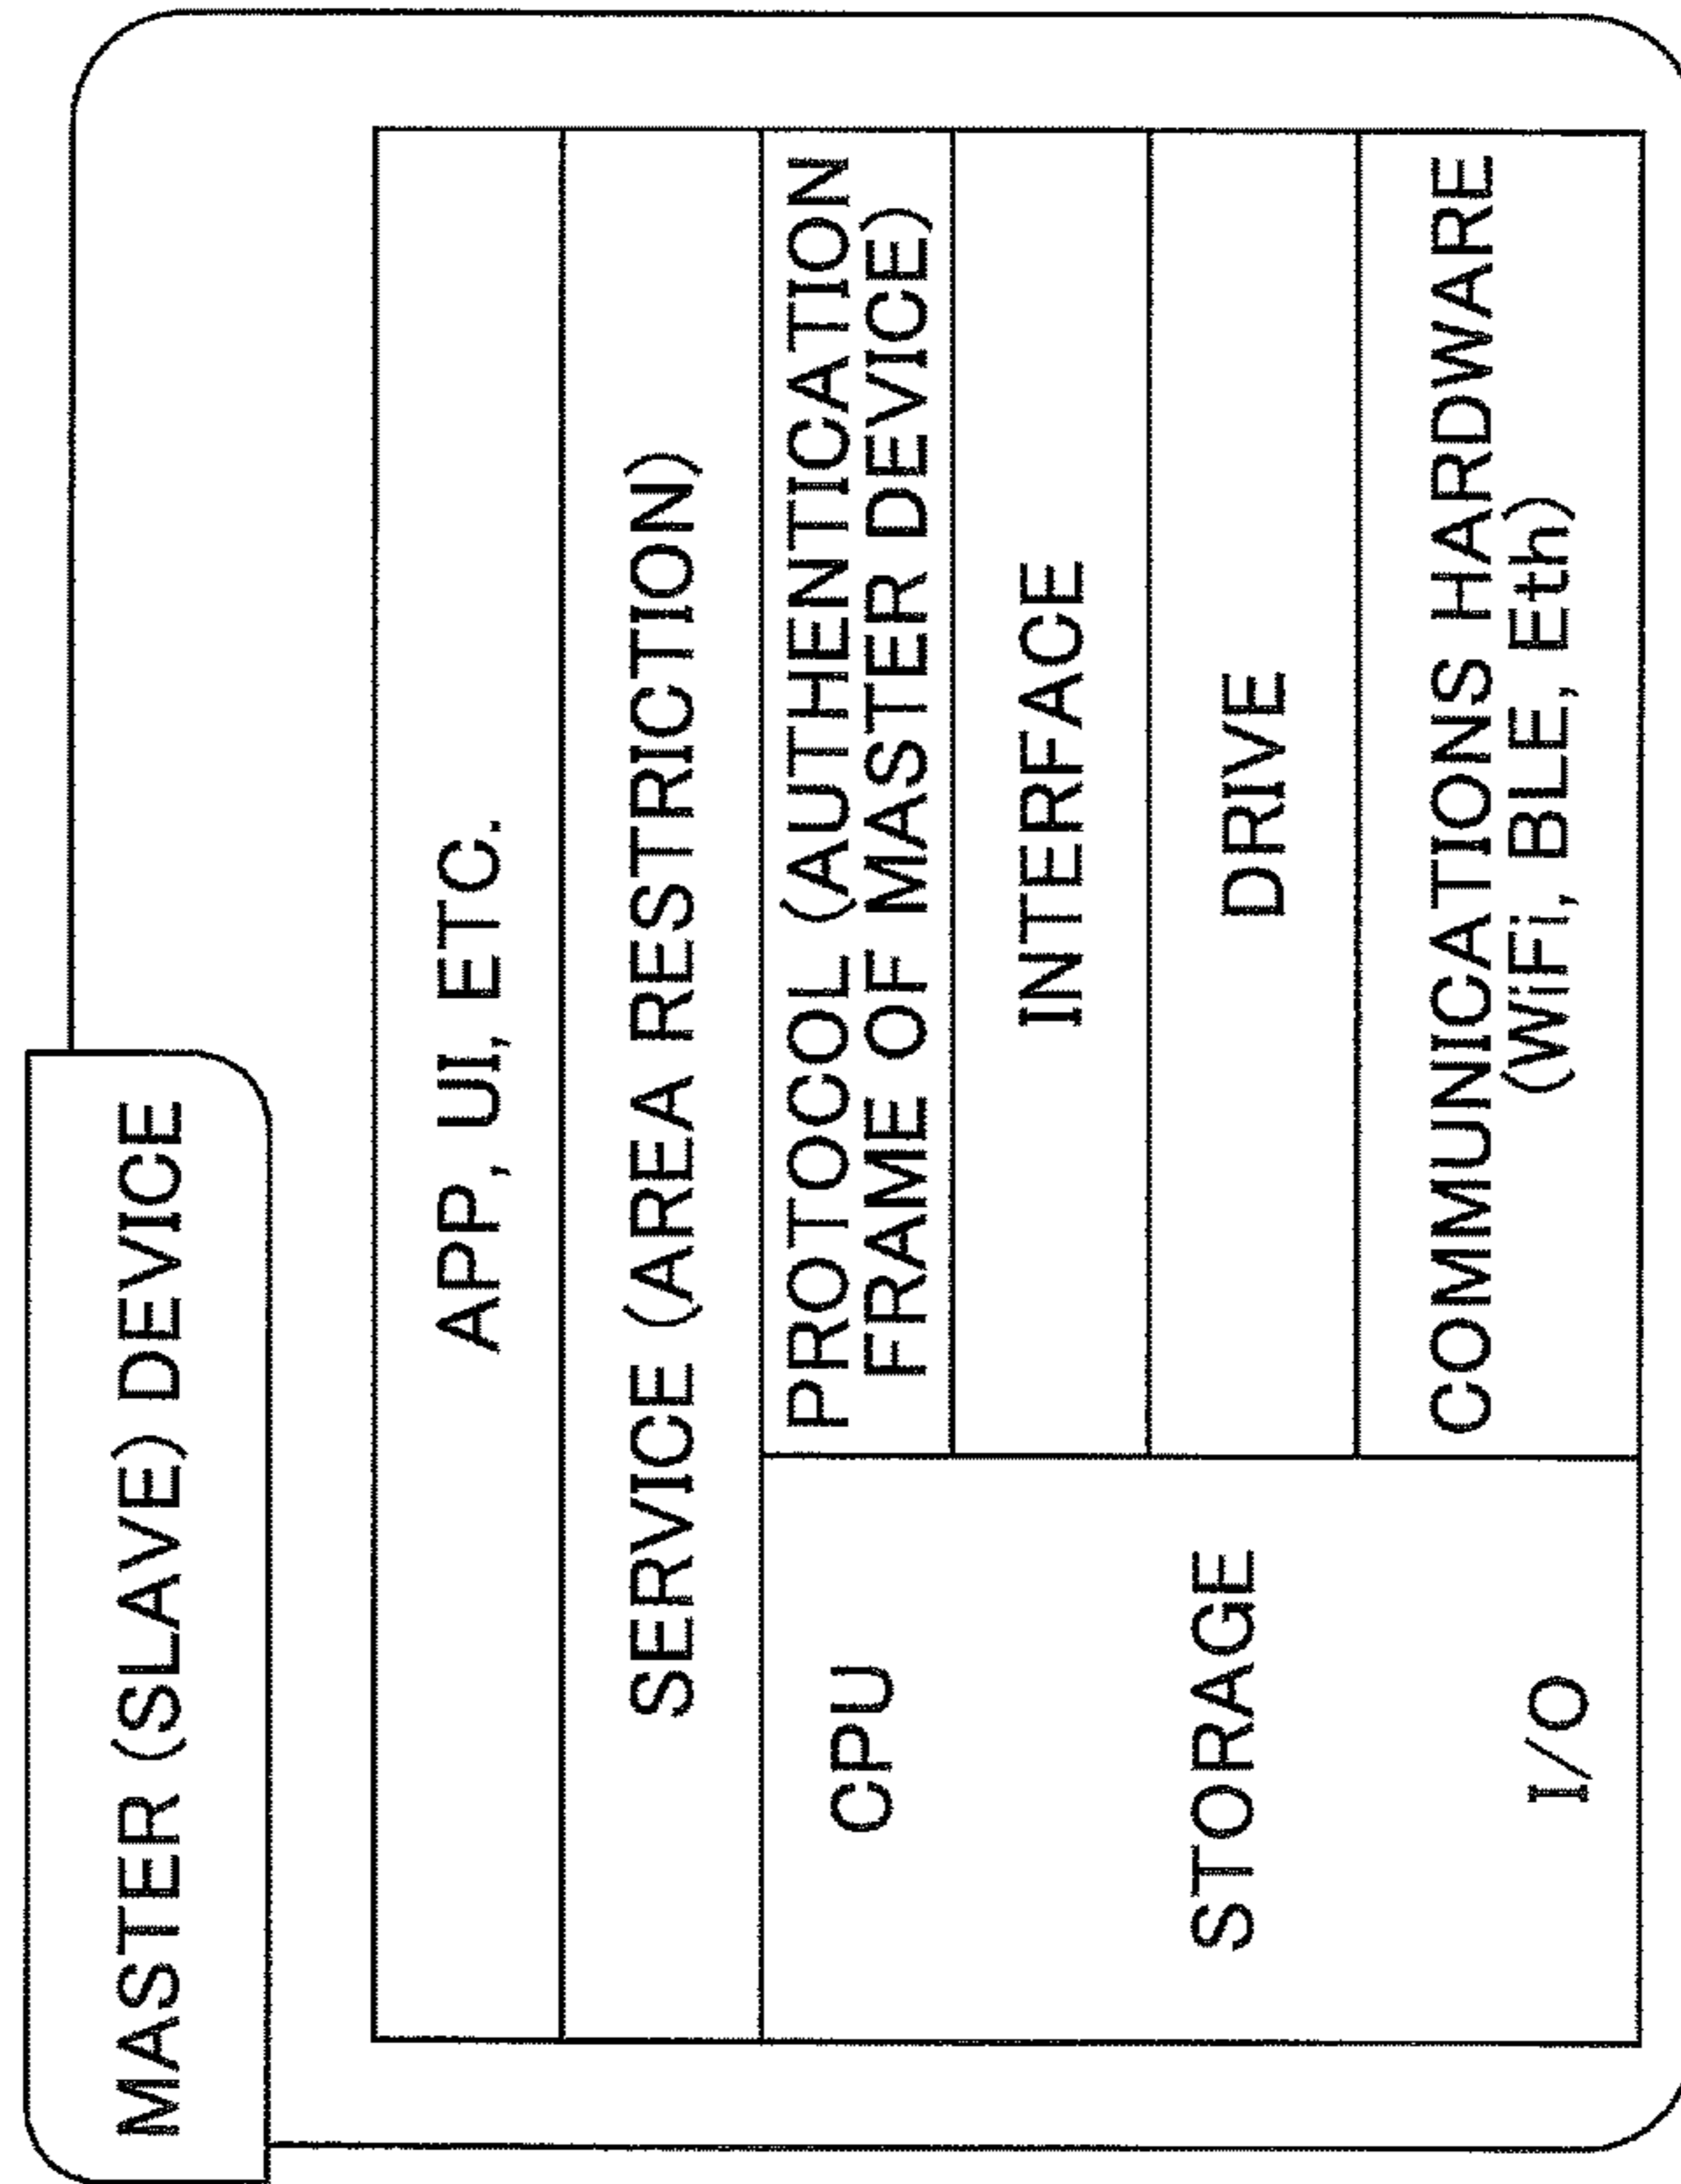 MASTER (SLAVE) DEVICE
APP, UI, ETC.
SERVICE (AREA RESTRICTION)
CPU
STORAGE
I/O
PROTOCOL (AUTHENTICATION
FRAME OF MASTER DEVICE)
INTERFACE
DRIVE
COMMUNICATIONS HARDWARE
(WiFi, BLE, Eth)